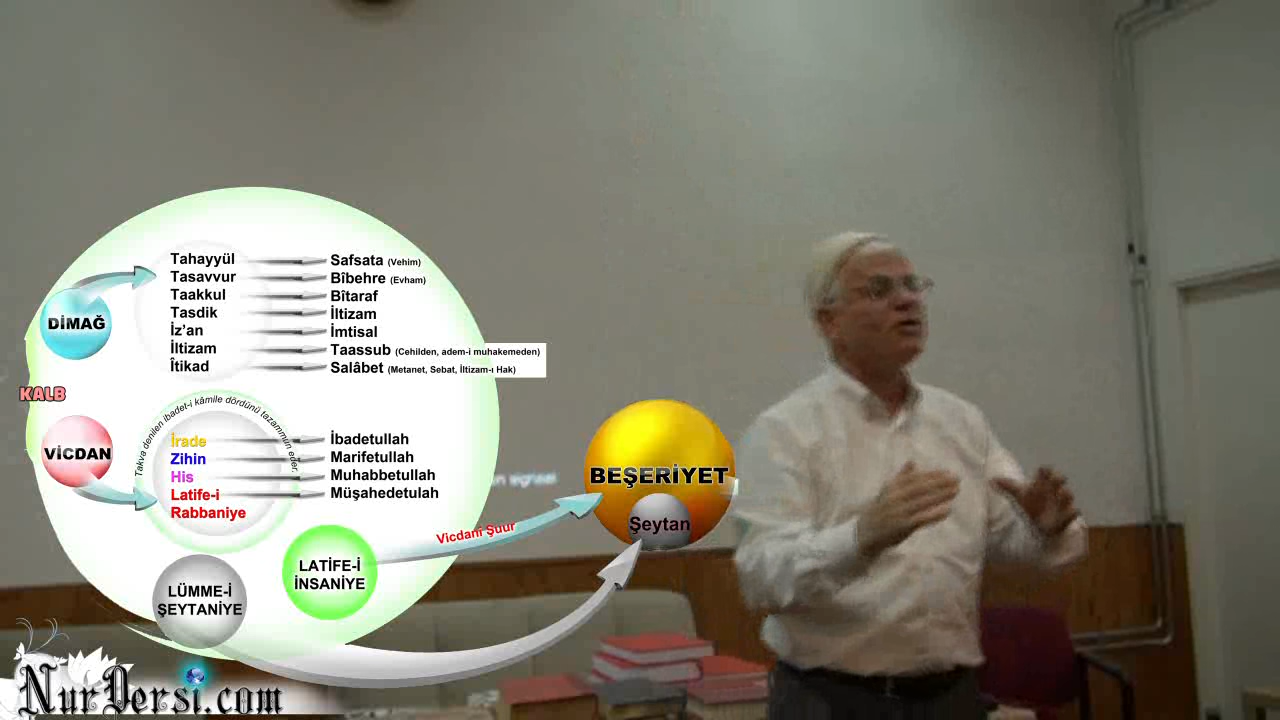 Tahayyül Safsata (Vehim)
Tasavvur Bîbehre (Evham)
Taakkul Bîtaraf
Tasdik İltizam
İz'an İmtisal
İltizam Taassub (Cehilden, adem-i muhakemeden)
Îtikad Salâbet (Metanet, Sebat, İltizam-ı Hak)
DİMAĞ
KALB
VİCDAN
Takva denilen ibadet-i kâmile dördünü tazammun eder.
İrade İbadetullah
Zihin Marifetullah
His Muhabbetullah
Latife-i Müşahedetulah
Rabbaniye
BEŞERİYET
Şeytan
Vicdanî Şuur
LATİFE-İ
İNSANİYE
LÜMME-İ
ŞEYTANİYE
NurDersi.com